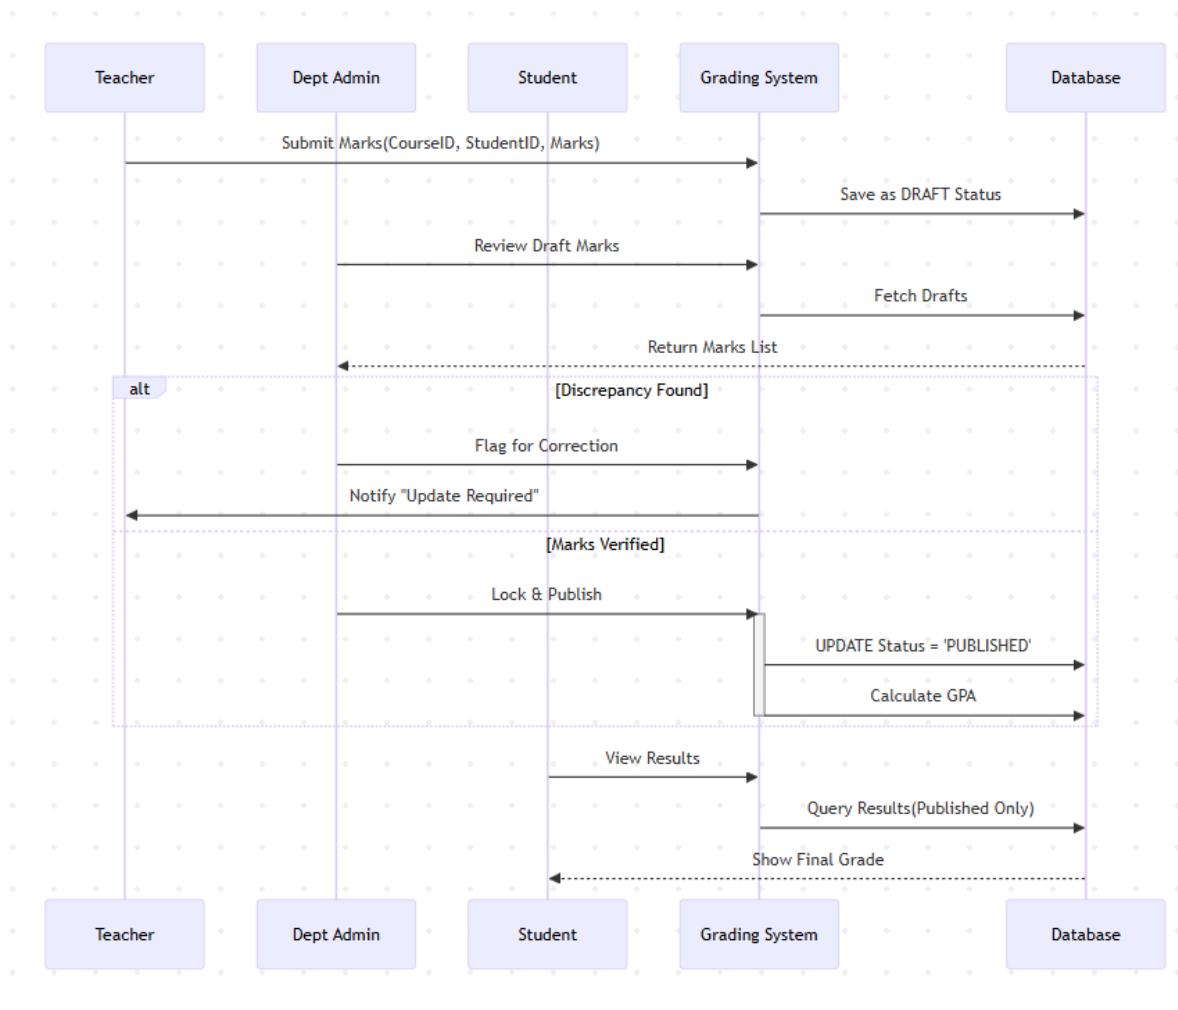 Teacher
Dept Admin
Student
Grading System
Database
Submit Marks(CourseID, StudentID, Marks)
Save as DRAFT Status
Review Draft Marks
Fetch Drafts
Return Marks List
alt
[Discrepancy Found]
Flag for Correction
Notify "Update Required"
[Marks Verified]
Lock & Publish
UPDATE Status = 'PUBLISHED'
Calculate GPA
View Results
Query Results(Published Only)
Show Final Grade
Teacher
Dept Admin
Student
Grading System
Database